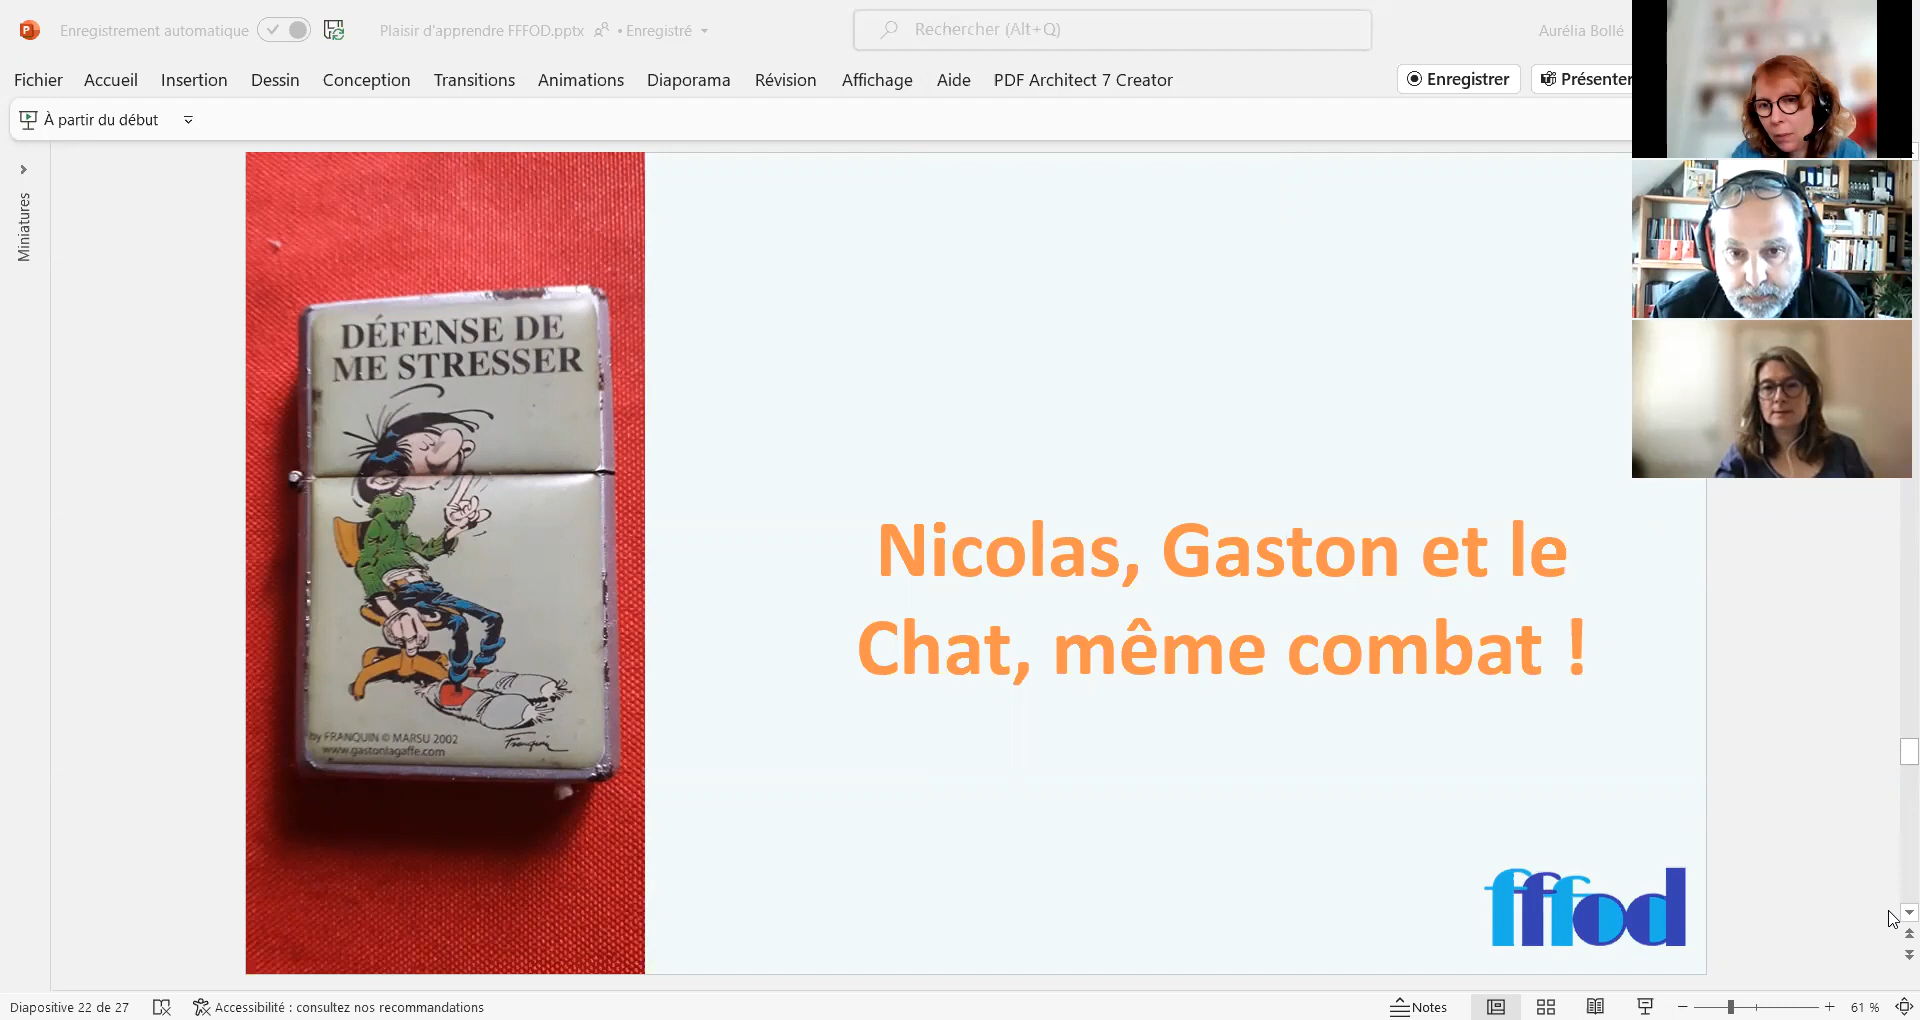 Enregistrement automatique
Plaisir d'apprendre FFFOD.pptx
• Enregistré
Rechercher (Alt+Q)
Aurélia Bollé
Fichier Accueil Insertion Dessin Conception Transitions Animations Diaporama Révision Affichage Aide PDF Architect 7 Creator
Enregistrer
Présenter
À partir du début
Miniatures
DÉFENSE DE
ME STRESSER
by FRANQUIN © MARSU 2002
www.gastonlagaffe.com
Franquin
Nicolas, Gaston et le
Chat, même combat !
fffod
Diapositive 22 de 27
Accessibilité : consultez nos recommandations
Notes
61 %